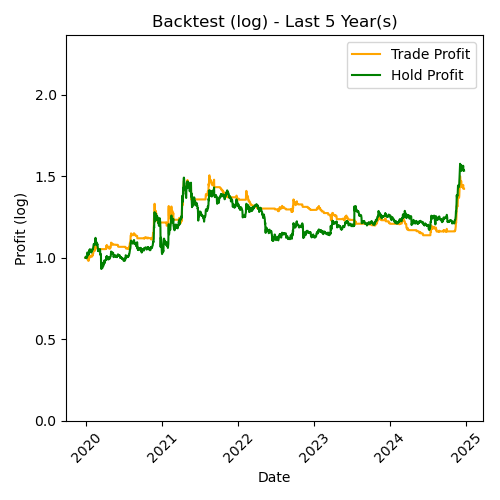 Backtest (log) - Last 5 Year(s)
Trade Profit
Hold Profit
Profit (log)
2.0
1.5
1.0
0.5
0.0
2020
2021
2022
2023
2024
2025
Date